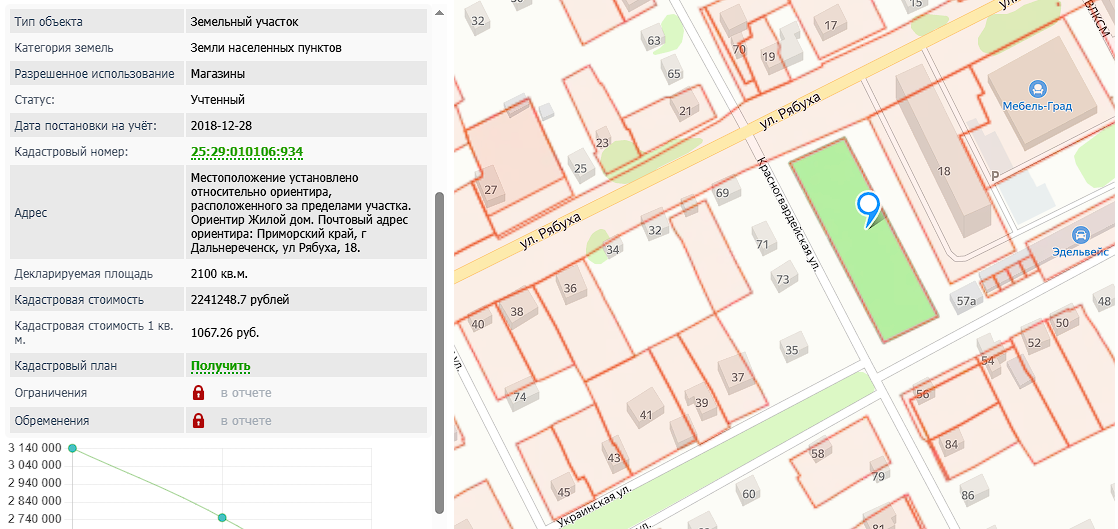 Тип объекта Земельный участок
Категория земель Земли населенных пунктов
Разрешенное использование Магазины
Статус: Учтенный
Дата постановки на учёт: 2018-12-28
Кадастровый номер: 25:29:010106:934
Адрес
Местоположение установлено
относительно ориентира,
расположенного за пределами участка.
Ориентир Жилой дом. Почтовый адрес
ориентира: Приморский край, г
Дальнереченск, ул Рябуха, 18.
Декларируемая площадь 2100 кв.м.
Кадастровая стоимость 2241248.7 рублей
Кадастровая стоимость 1 кв.
м.
1067.26 руб.
Кадастровый план Получить
Ограничения в отчете
Обременения в отчете
3 140 000
3 040 000
2 940 000
2 840 000
2 740 000
32
63
65
70
19
17
ул. Рябуха
ВЛКСМ
Мебель-Град
21
23
25
27
18
P
Красногвардейская ул.
69
32
34
ул. Рябуха
71
73
Эдельвейс
57а
36
38
40
35
37
39
41
43
45
74
ул.
48
50
52
54
56
84
86
58
79
81
60
Украинская ул.
ул.